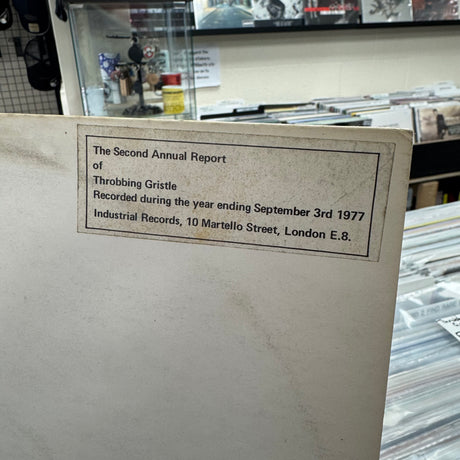 The Second Annual Report
of
Throbbing Gristle
Recorded during the year ending September 3rd 1977
Industrial Records, 10 Martello Street, London E.8.